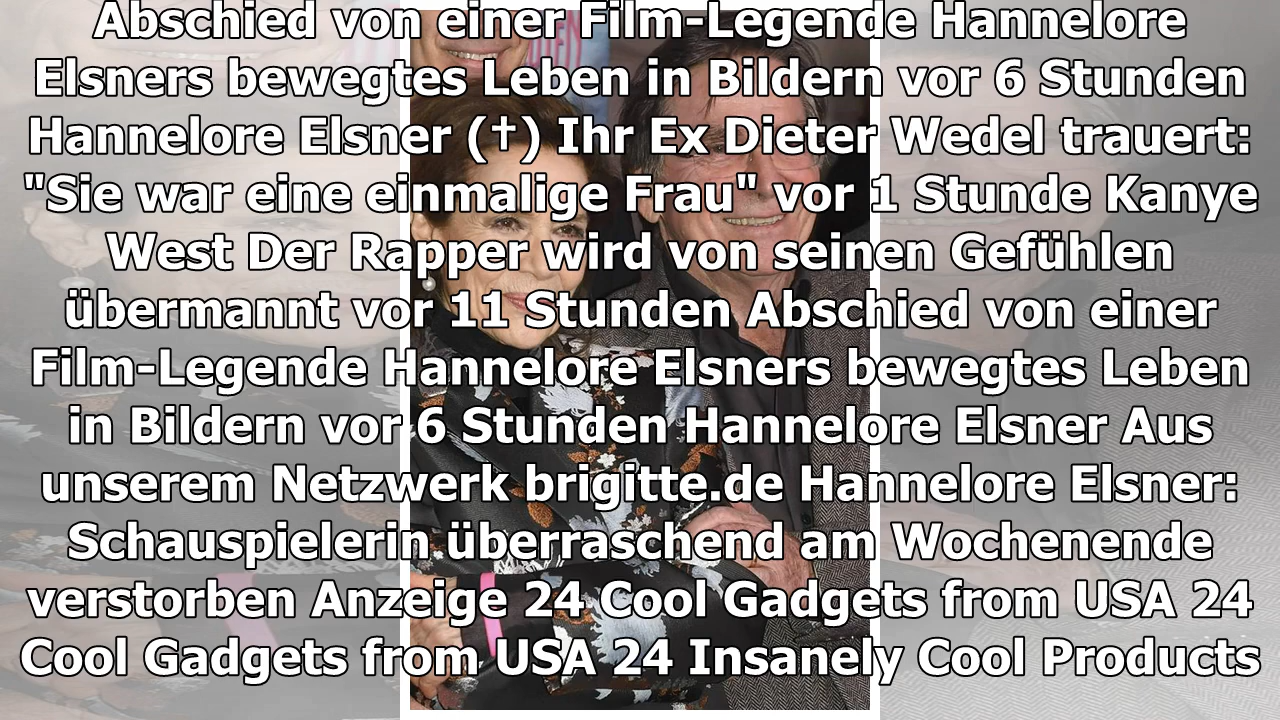 Abschied von einer Film-Legende Hannelore
Elsners bewegtes Leben in Bildern vor 6 Stunden
Hannelore Elsner (†) Ihr Ex Dieter Wedel trauert:
"Sie war eine einmalige Frau" vor 1 Stunde Kanye
West Der Rapper wird von seinen Gefühlen
übermannt vor 11 Stunden Abschied von einer
Film-Legende Hannelore Elsners bewegtes Leben
in Bildern vor 6 Stunden Hannelore Elsner Aus
unserem Netzwerk brigitte.de Hannelore Elsner:
Schauspielerin überraschend am Wochenende
verstorben Anzeige 24 Cool Gadgets from USA 24
Cool Gadgets from USA 24 Insanely Cool Products